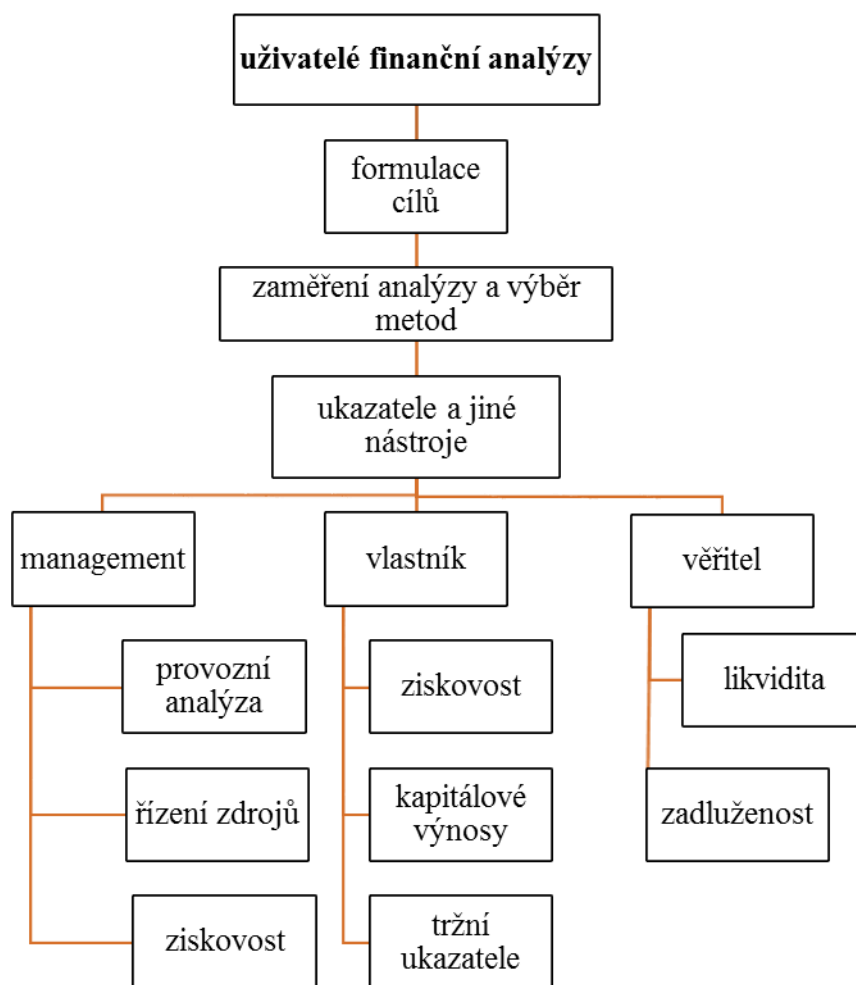 uživatelé finanční analýzy
formulace
cílů
zaměření analýzy a výběr
metod
ukazatele a jiné
nástroje
management
vlastník
věřitel
provozní
analýza
ziskovost
likvidita
řízení zdrojů
kapitálové
výnosy
zadluženost
ziskovost
tržní
ukazatele